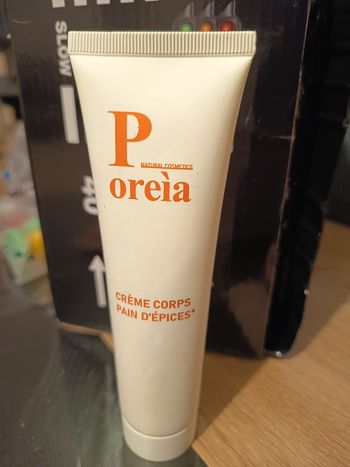 SLOW
40
P
NATURAL COSMETICS
oreìa
CRÈME CORPS
PAIN D'ÉPICES*